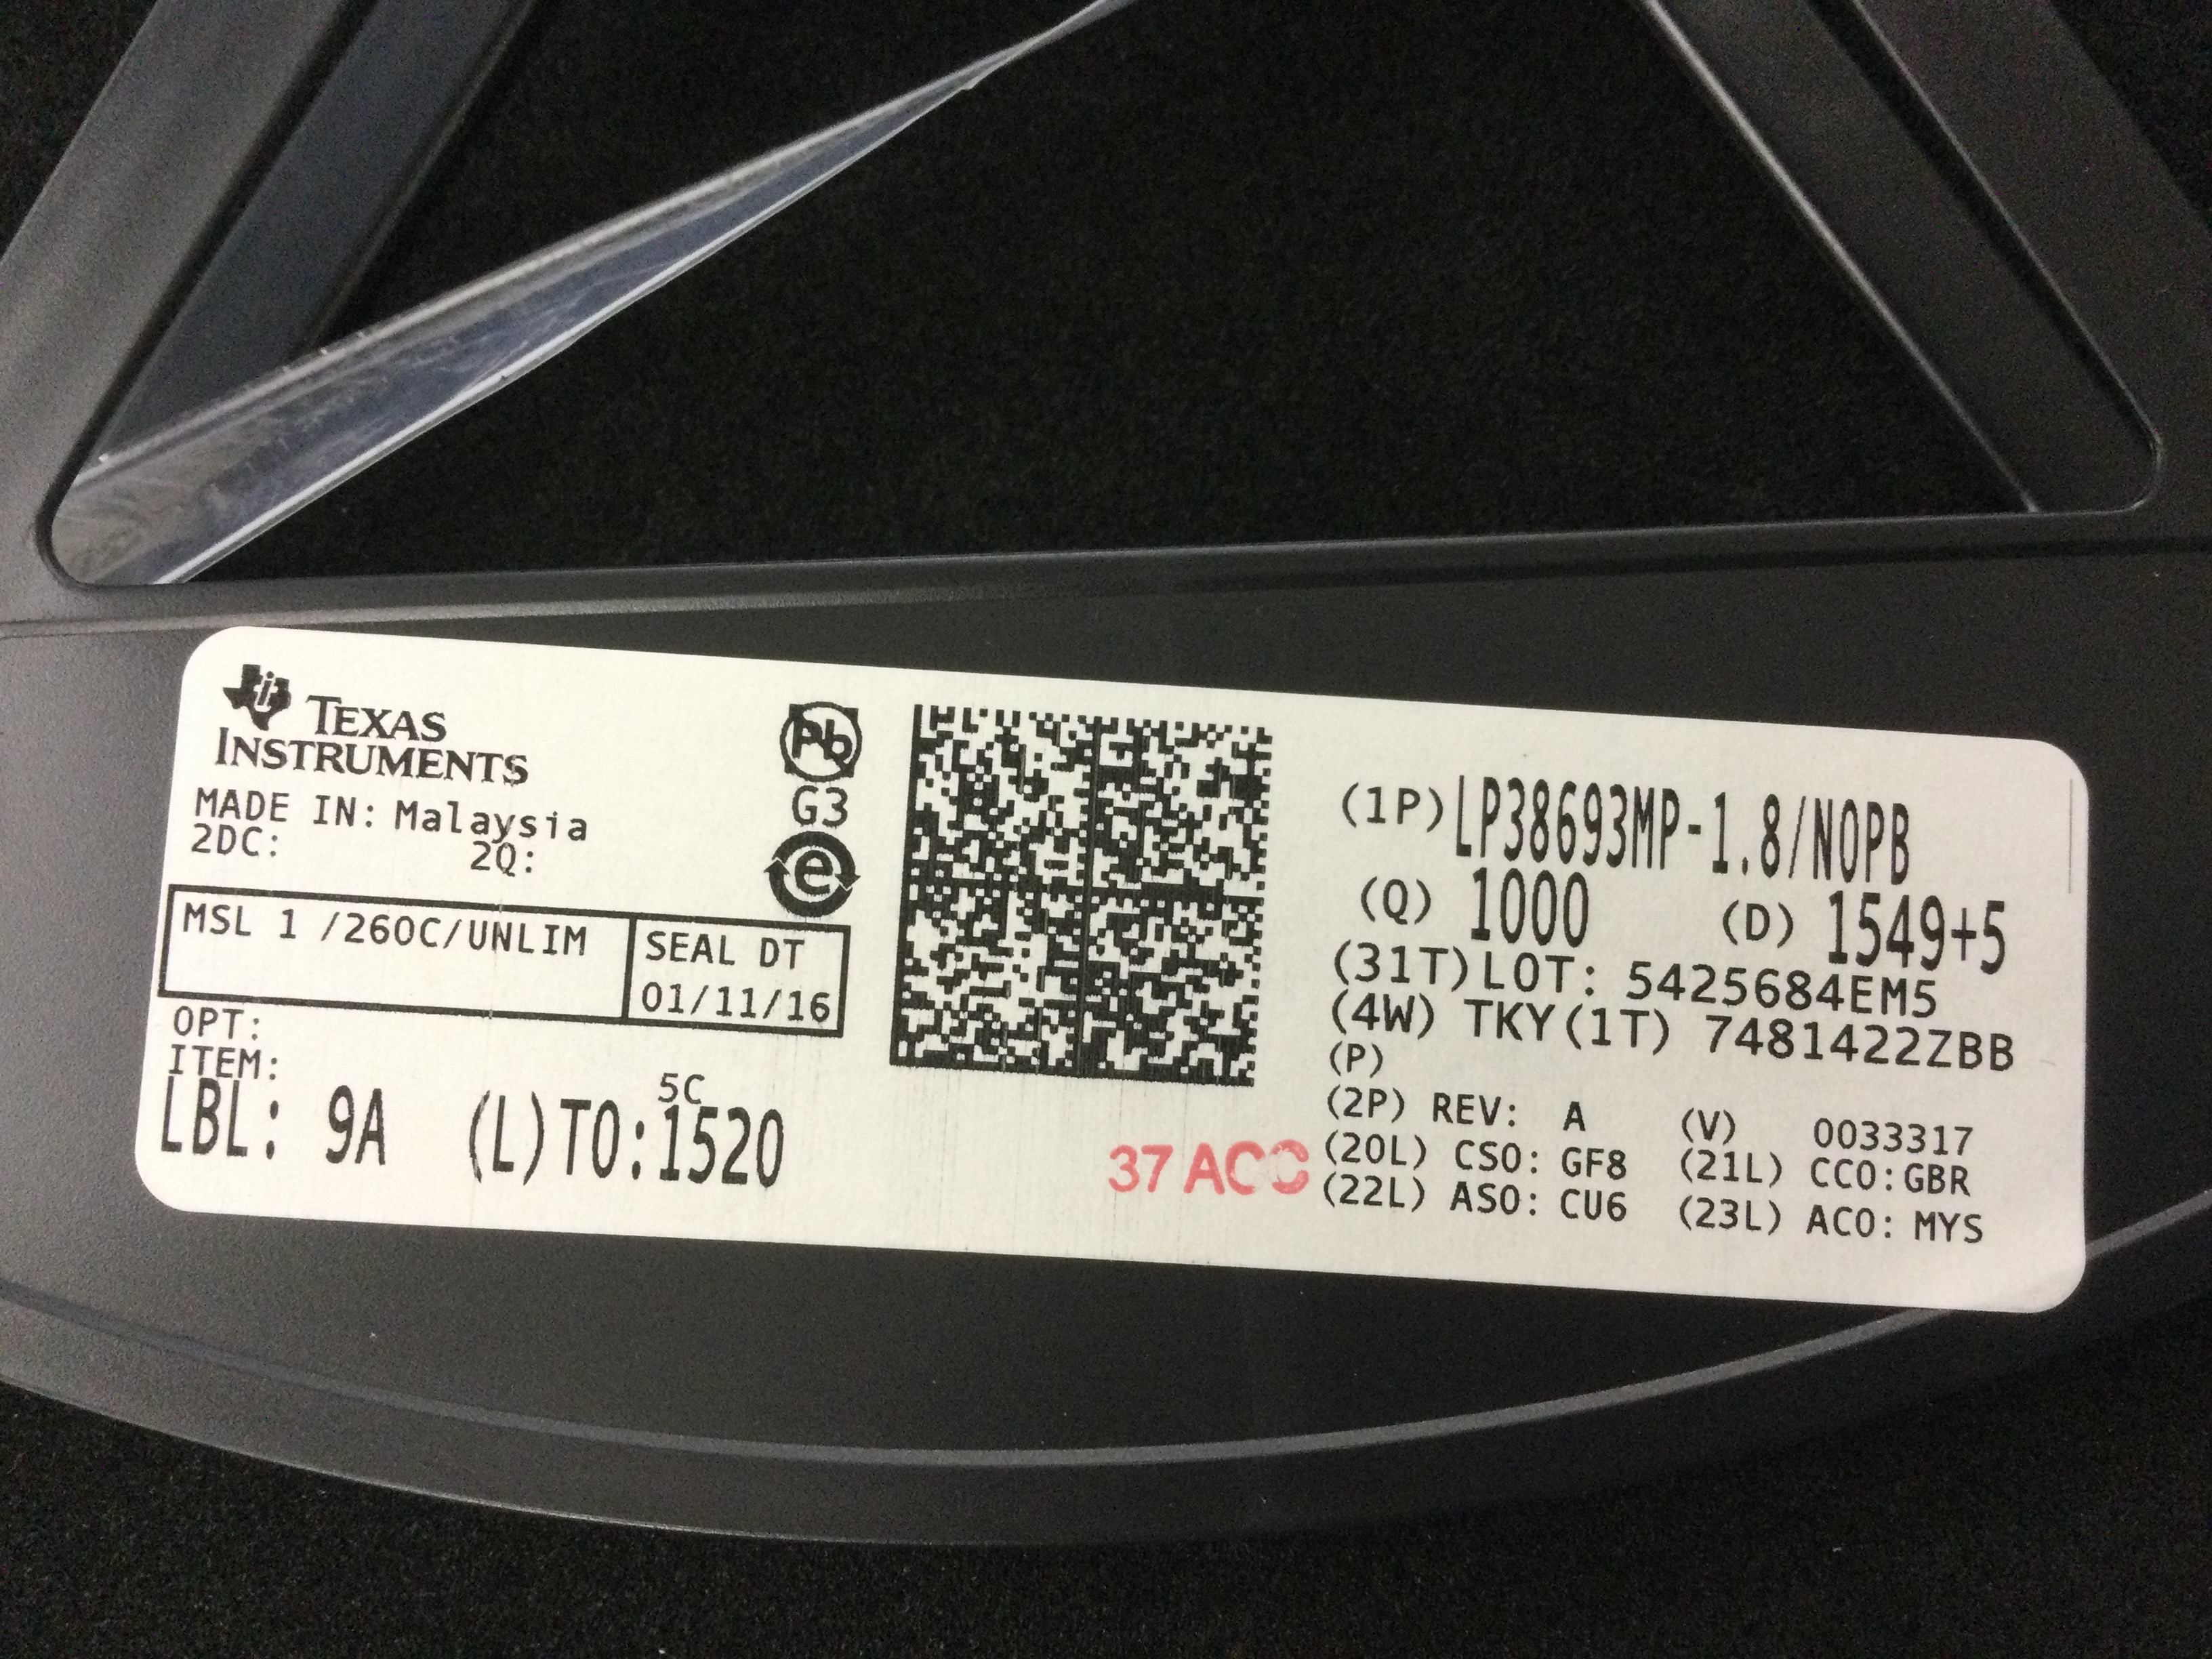 TEXAS
INSTRUMENTS
MADE IN: Malaysia
2DC: 2Q:
Pb
G3
e
MSL 1 /260C/UNLIM
SEAL DT
01/11/16
OPT:
ITEM:
5C
LBL: 9A (L)TO:1520
(1P)LP38693MP-1.8/NOPB
(Q) 1000 (D) 1549+5
(31T)LOT: 5425684EM5
(4W) TKY(1T) 7481422ZBB
(P)
(2P) REV: A (V) 0033317
(20L) CSO: GF8 (21L) CCO:GBR
(22L) ASO: CU6 (23L) ACO: MYS
37 ACC